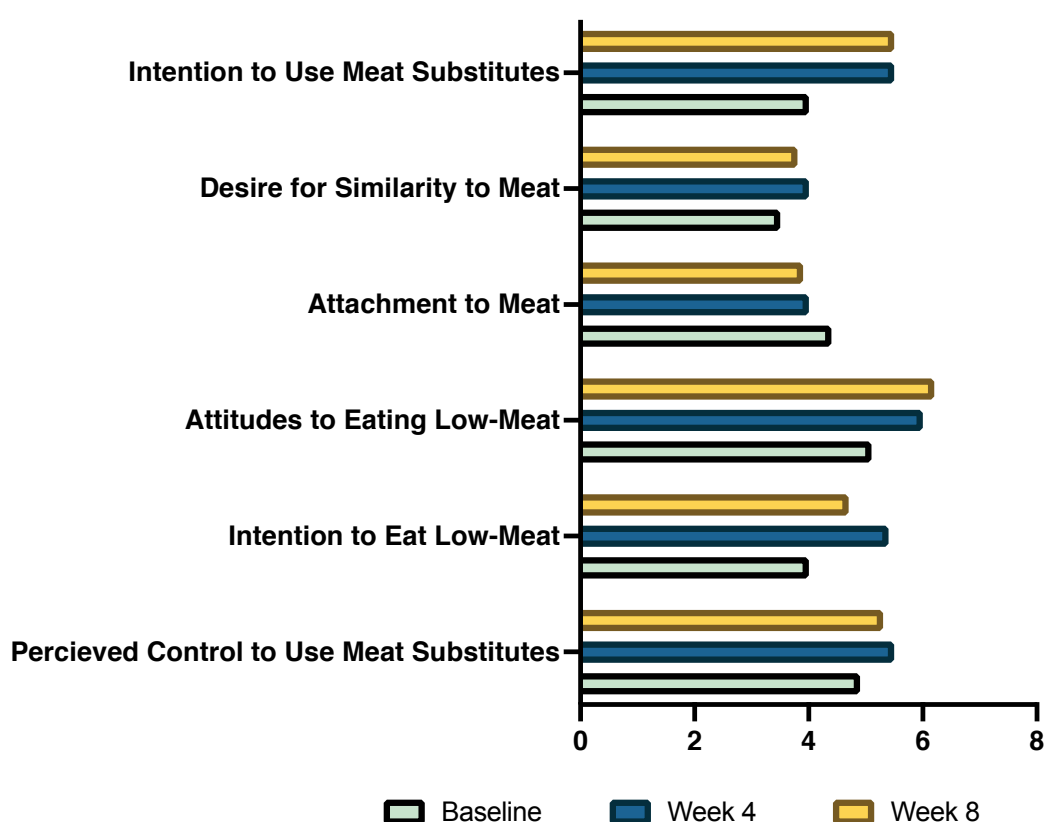 Intention to Use Meat Substitutes
Desire for Similarity to Meat
Attachment to Meat
Attitudes to Eating Low-Meat
Intention to Eat Low-Meat
Percieved Control to Use Meat Substitutes
0 2 4 6 8
Baseline Week 4 Week 8